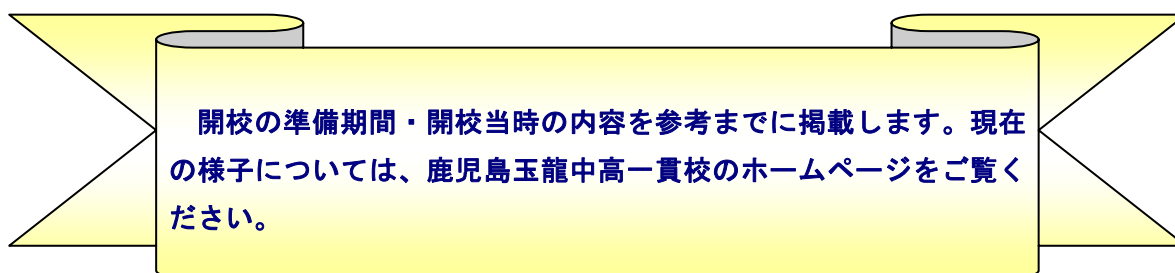 開校の準備期間・開校当時の内容を参考までに掲載します。現在
の様子については、鹿児島玉龍中高一貫校のホームページをご覧く
ださい。